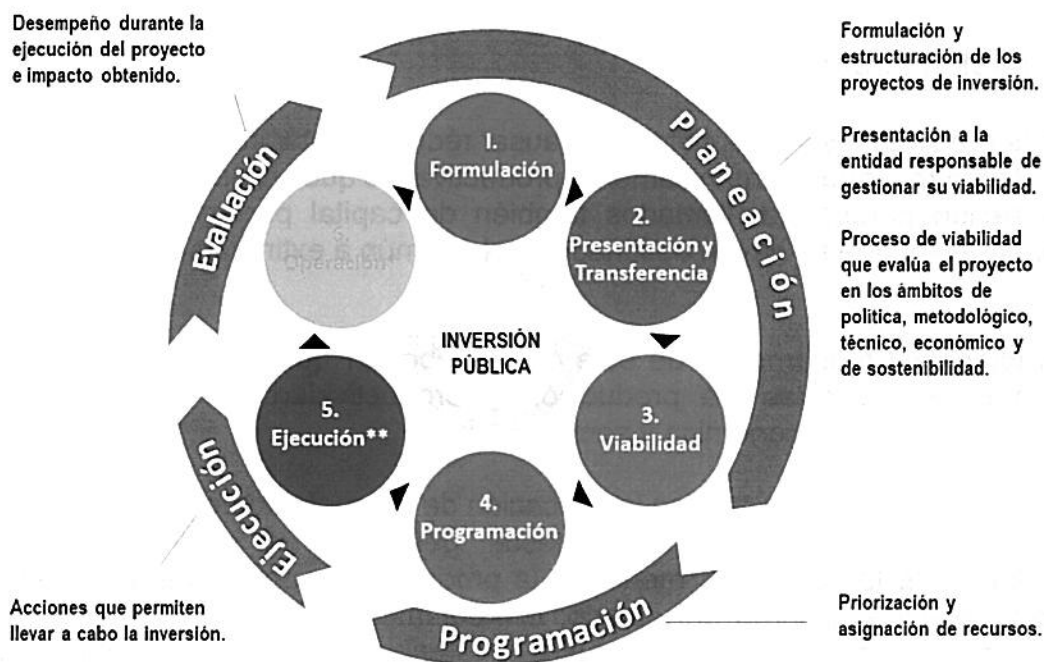 Desempeño durante la
ejecución del proyecto
e impacto obtenido.
Formulación y
estructuración de los
proyectos de inversión.
Presentación a la
entidad responsable de
gestionar su viabilidad.
Proceso de viabilidad
que evalúa el proyecto
en los ámbitos de
política, metodológico,
técnico, económico y
de sostenibilidad.
Planeación
Evaluación
1.
Formulación
2.
Presentación y
Transferencia
Operación*
INVERSIÓN
PÚBLICA
3.
Viabilidad
5.
Ejecución**
4.
Programación
Ejecución
Programación
Acciones que permiten
llevar a cabo la inversión.
Priorización y
asignación de recursos.